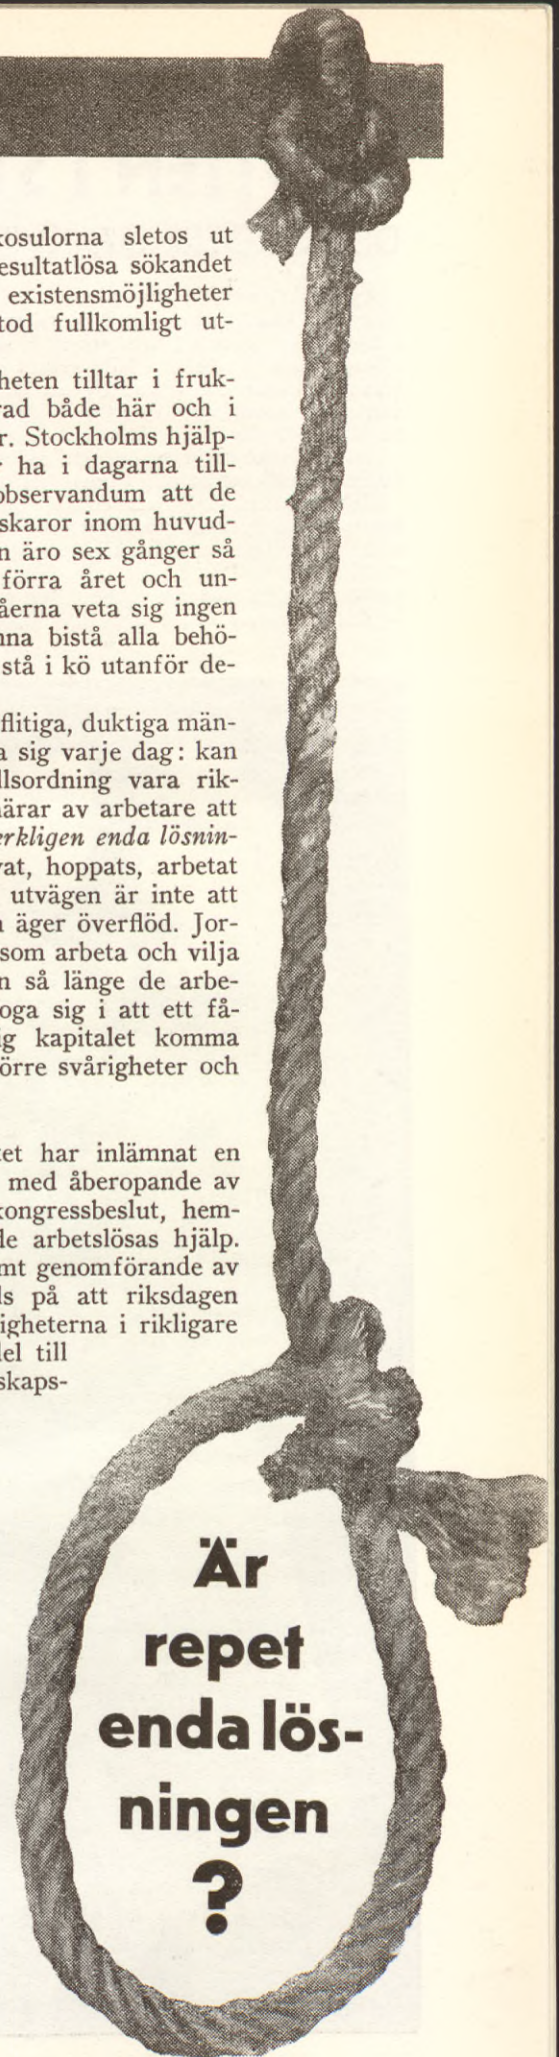 kosulorna sletos ut
esultatlösa sökandet
existensmöjligheter
tod fullkomligt ut-
heten tilltar i fruk-
rad både här och i
r. Stockholms hjälp-
r ha i dagarna till-
observandum att de
skaror inom huvud-
n äro sex gånger så
förra året och un-
åerna veta sig ingen
nna bistå alla behö-
stå i kö utanför de-
flitiga, duktiga män-
a sig varje dag: kan
llsordning vara rik-
härar av arbetare att
erkligen enda lösnin-
vat, hoppats, arbetat
utvägen är inte att
n äger överflöd. Jor-
som arbeta och vilja
n så länge de arbe-
oga sig i att ett få-
ig kapitalet komma
örre svårigheter och
tet har inlämnat en
med åberopande av
kongressbeslut, hem-
de arbetslösas hjälp.
mt genomförande av
ls på att riksdagen
igheterna i rikligare
del till
skaps-
Är
repet
enda lös-
ningen
?